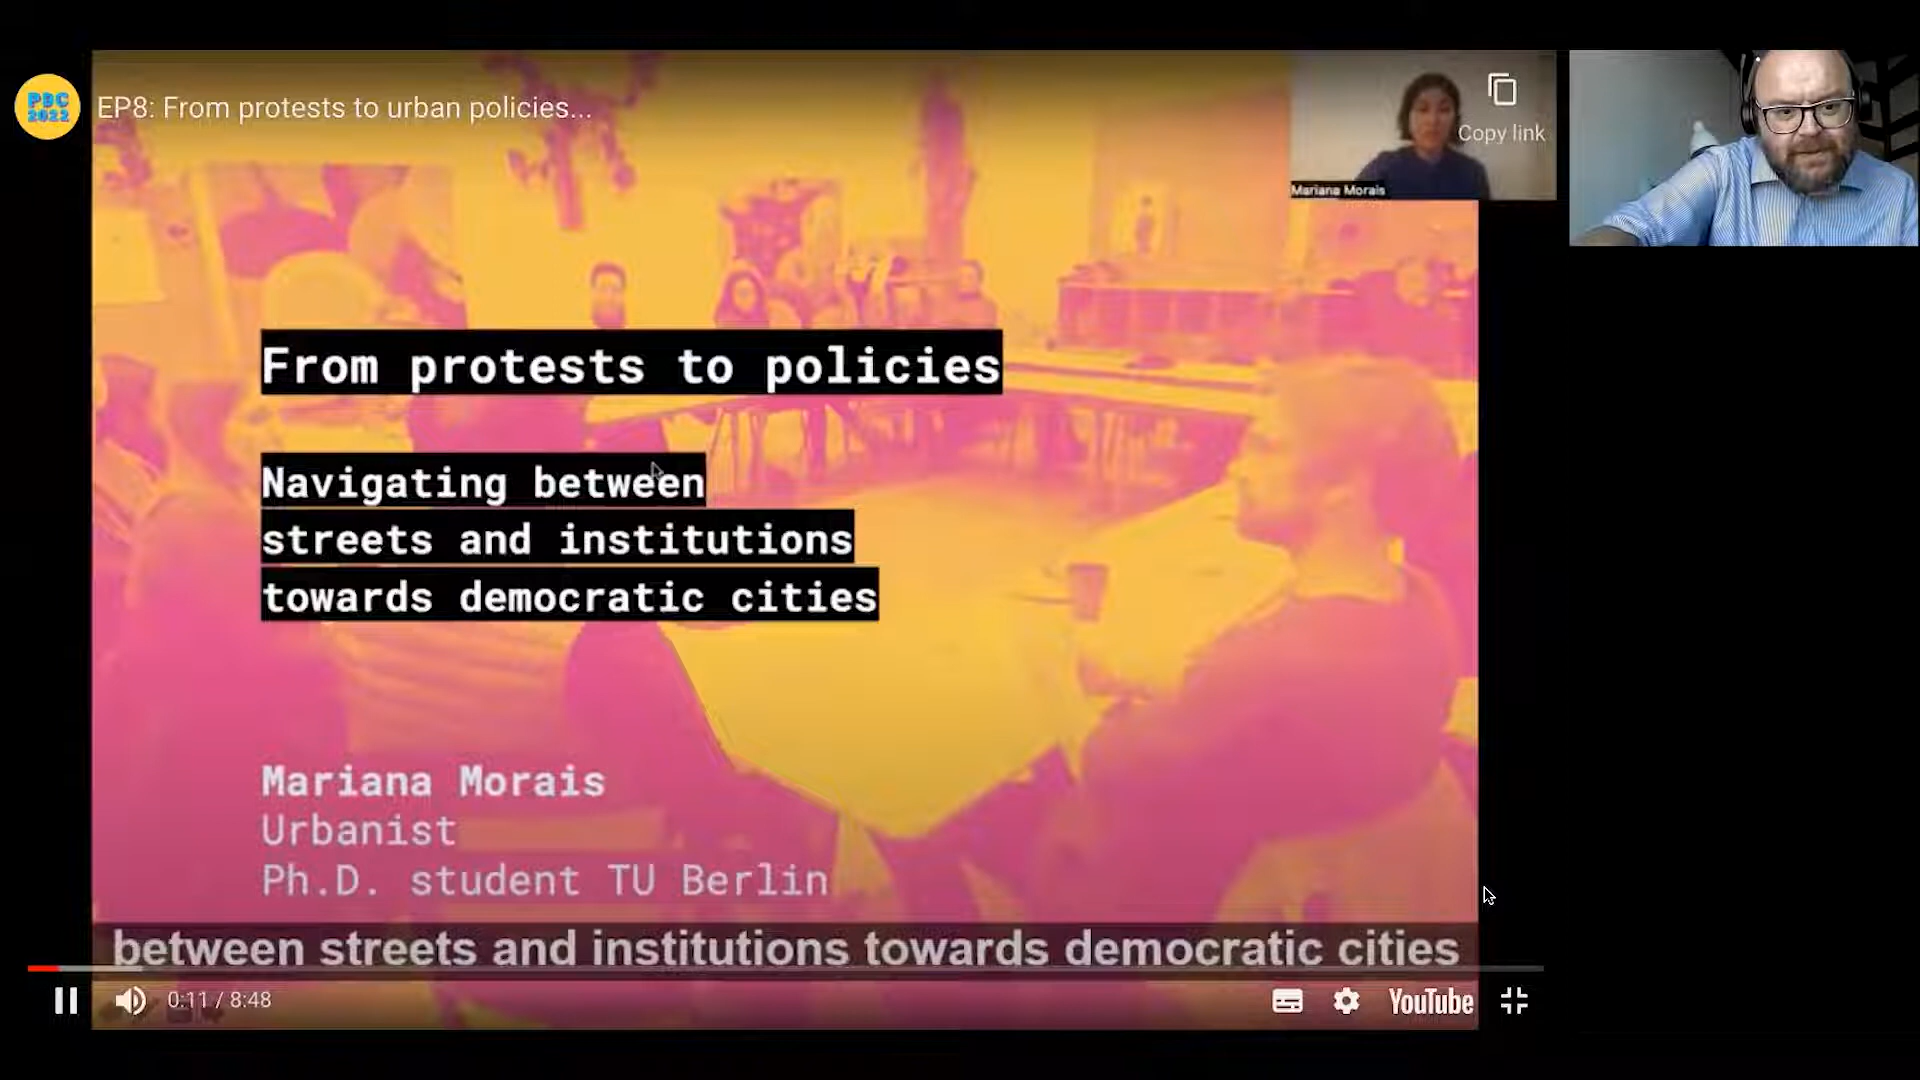 PDC
2022
EP8: From protests to urban policies...
Copy link
Mariana Morais
From protests to policies
Navigating between
streets and institutions
towards democratic cities
Mariana Morais
Urbanist
Ph.D. student TU Berlin
between streets and institutions towards democratic cities
0:11 / 8:48
YouTube